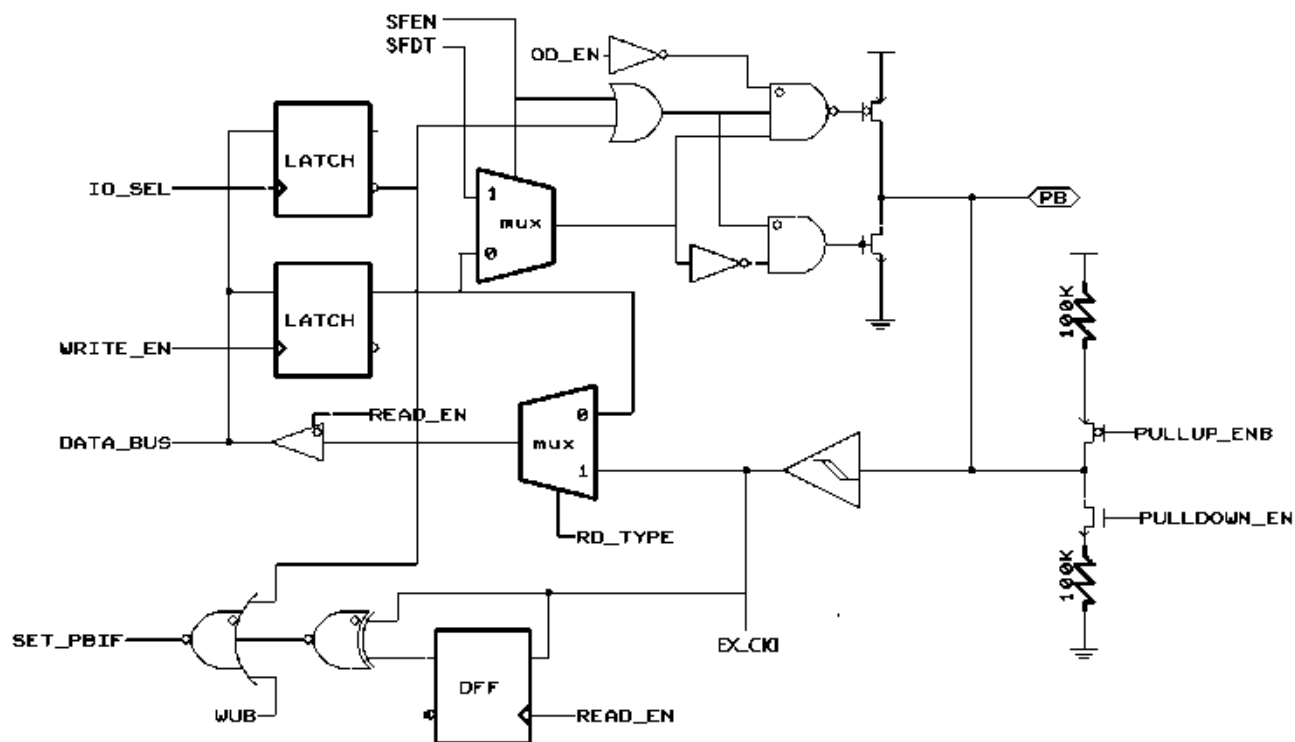 SFEN
SFDT
OD_EN
LATCH
IO_SEL
1
mux
0
PB
LATCH
WRITE_EN
100K
READ_EN
0
DATA_BUS
mux
1
PULLUP_ENB
RD_TYPE
PULLDOWN_EN
100K
SET_PBIF
EX_CKI
DFF
WUB
READ_EN